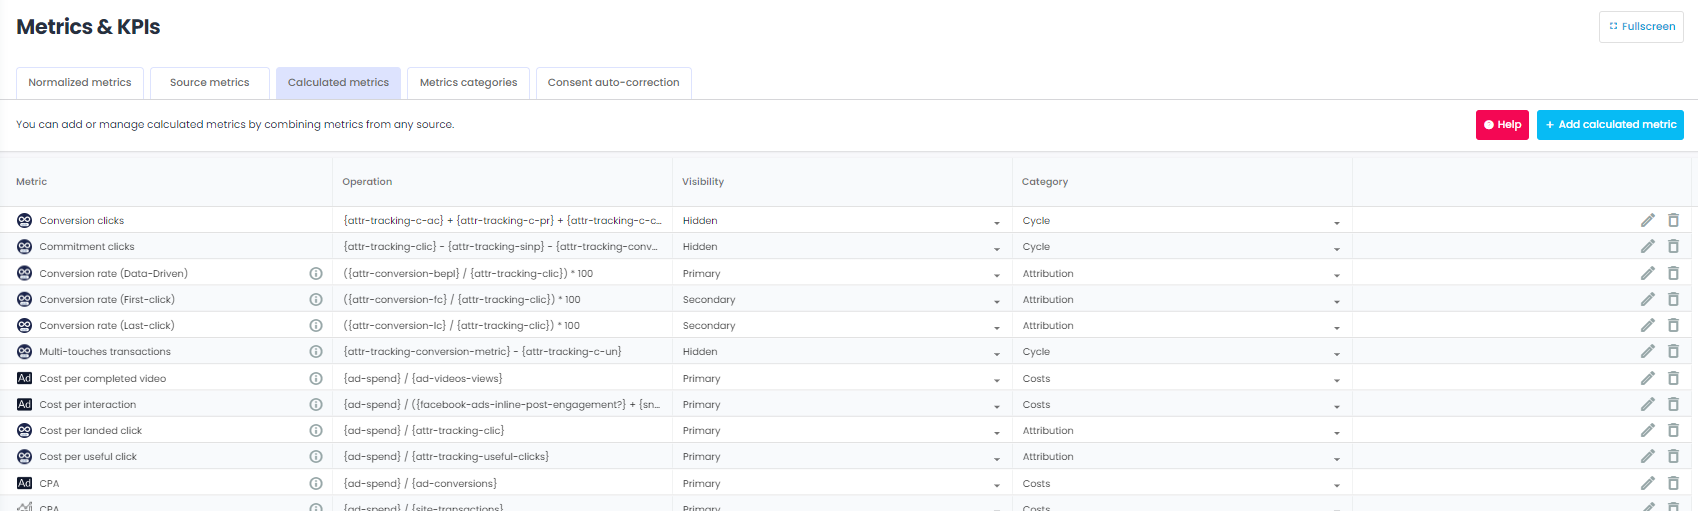 Metrics & KPIs
Fullscreen
Normalized metrics Source metrics Calculated metrics Metrics categories Consent auto-correction
You can add or manage calculated metrics by combining metrics from any source.
Help + Add calculated metric
Metric Operation Visibility Category
Conversion clicks {attr-tracking-c-ac} + {attr-tracking-c-pr} + {attr-tracking-c-c... Hidden Cycle
Commitment clicks {attr-tracking-clic} - {attr-tracking-sinp} - {attr-tracking-conv... Hidden Cycle
Conversion rate (Data-Driven) ({attr-conversion-bepl} / {attr-tracking-clic}) * 100 Primary Attribution
Conversion rate (First-click) ({attr-conversion-fc} / {attr-tracking-clic}) * 100 Secondary Attribution
Conversion rate (Last-click) ({attr-conversion-lc} / {attr-tracking-clic}) * 100 Secondary Attribution
Multi-touches transactions {attr-tracking-conversion-metric} - {attr-tracking-c-un} Hidden Cycle
Ad Cost per completed video {ad-spend} / {ad-videos-views} Primary Costs
Ad Cost per interaction {ad-spend} / ({facebook-ads-inline-post-engagement?} + {sn... Primary Costs
Cost per landed click {ad-spend} / {attr-tracking-clic} Primary Attribution
Cost per useful click {ad-spend} / {attr-tracking-useful-clicks} Primary Attribution
Ad CPA {ad-spend} / {ad-conversions} Primary Costs
CPA {ad-spend} / {site-transactions} Primary Costs